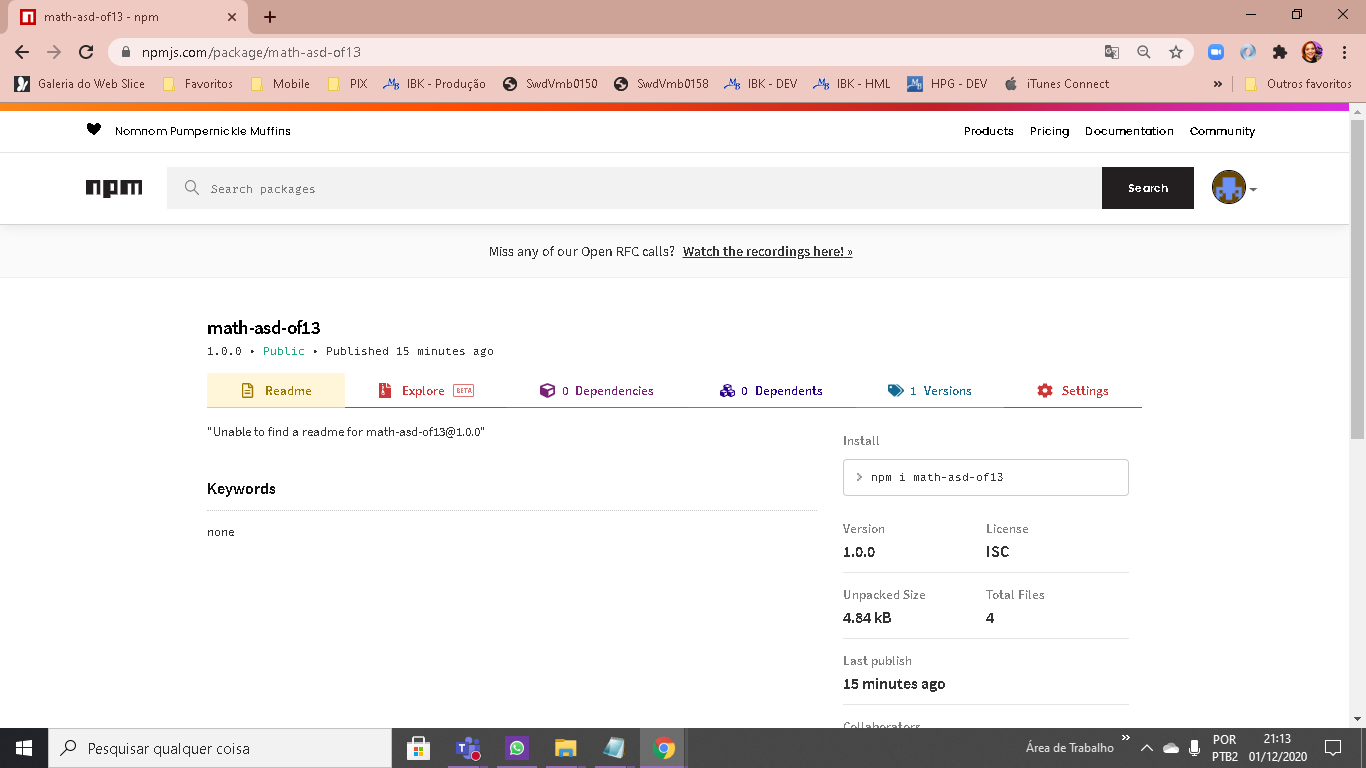 math-asd-of13 - npm
npmjs.com/package/math-asd-of13
Galeria do Web Slice Favoritos Mobile PIX IBK - Produção SwdVmb0150 SwdVmb0158 IBK - DEV IBK - HML HPG - DEV iTunes Connect » Outros favoritos
Nomnom Pumpernickle Muffins Products Pricing Documentation Community
npm Search packages Search
Miss any of our Open RFC calls? Watch the recordings here! »
math-asd-of13
1.0.0 • Public • Published 15 minutes ago
Readme Explore BETA 0 Dependencies 0 Dependents 1 Versions Settings
"Unable to find a readme for math-asd-of13@1.0.0"
Keywords
none
Install
> npm i math-asd-of13
Version License
1.0.0 ISC
Unpacked Size Total Files
4.84 kB 4
Last publish
15 minutes ago
Collaborators
Pesquisar qualquer coisa Área de Trabalho » POR 21:13
PTB2 01/12/2020